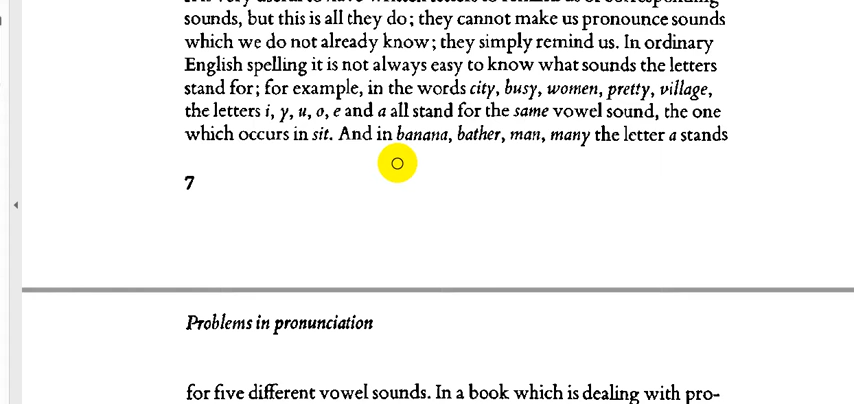 sounds, but this is all they do; they cannot make us pronounce sounds
which we do not already know; they simply remind us. In ordinary
English spelling it is not always easy to know what sounds the letters
stand for; for example, in the words city, busy, women, pretty, village,
the letters i, y, u, o, e and a all stand for the same vowel sound, the one
which occurs in sit. And in banana, bather, man, many the letter a stands
7
Problems in pronunciation
for five different vowel sounds. In a book which is dealing with pro-